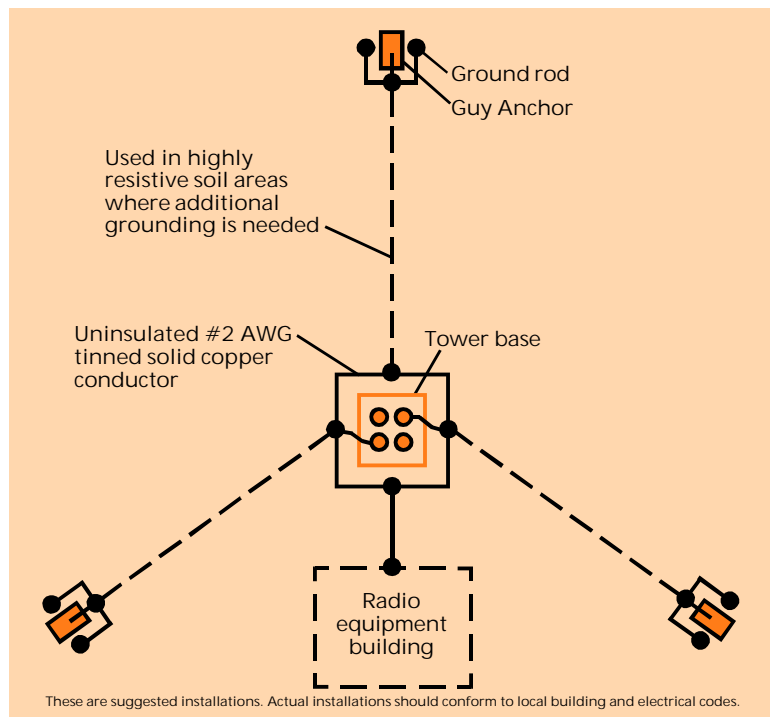 Ground rod
Guy Anchor
Used in highly
resistive soil areas
where additional
grounding is needed
Uninsulated #2 AWG
tinned solid copper
conductor
Tower base
Radio
equipment
building
These are suggested installations. Actual installations should conform to local building and electrical codes.